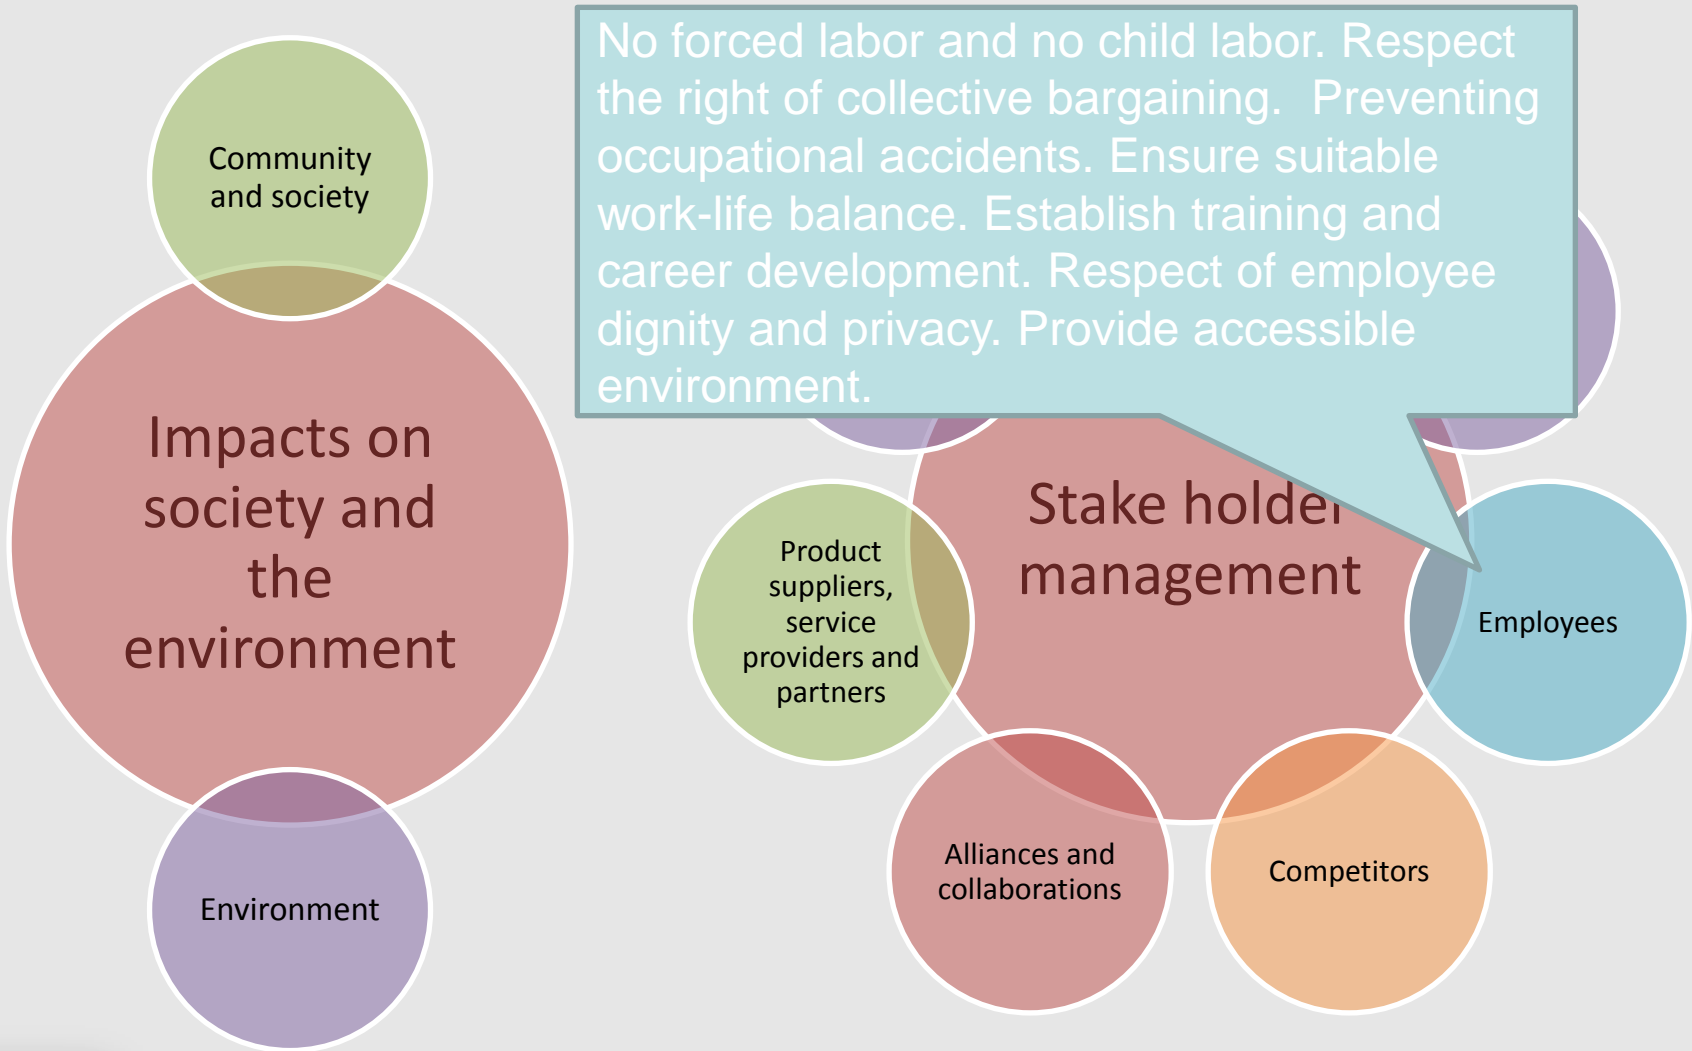 Community
and society
Impacts on
society and
the
environment
Environment
No forced labor and no child labor. Respect
the right of collective bargaining.  Preventing
occupational accidents. Ensure suitable
work-life balance. Establish training and
career development. Respect of employee
dignity and privacy. Provide accessible
environment.
Stake holder
management
Product
suppliers,
service
providers and
partners
Employees
Alliances and
collaborations
Competitors